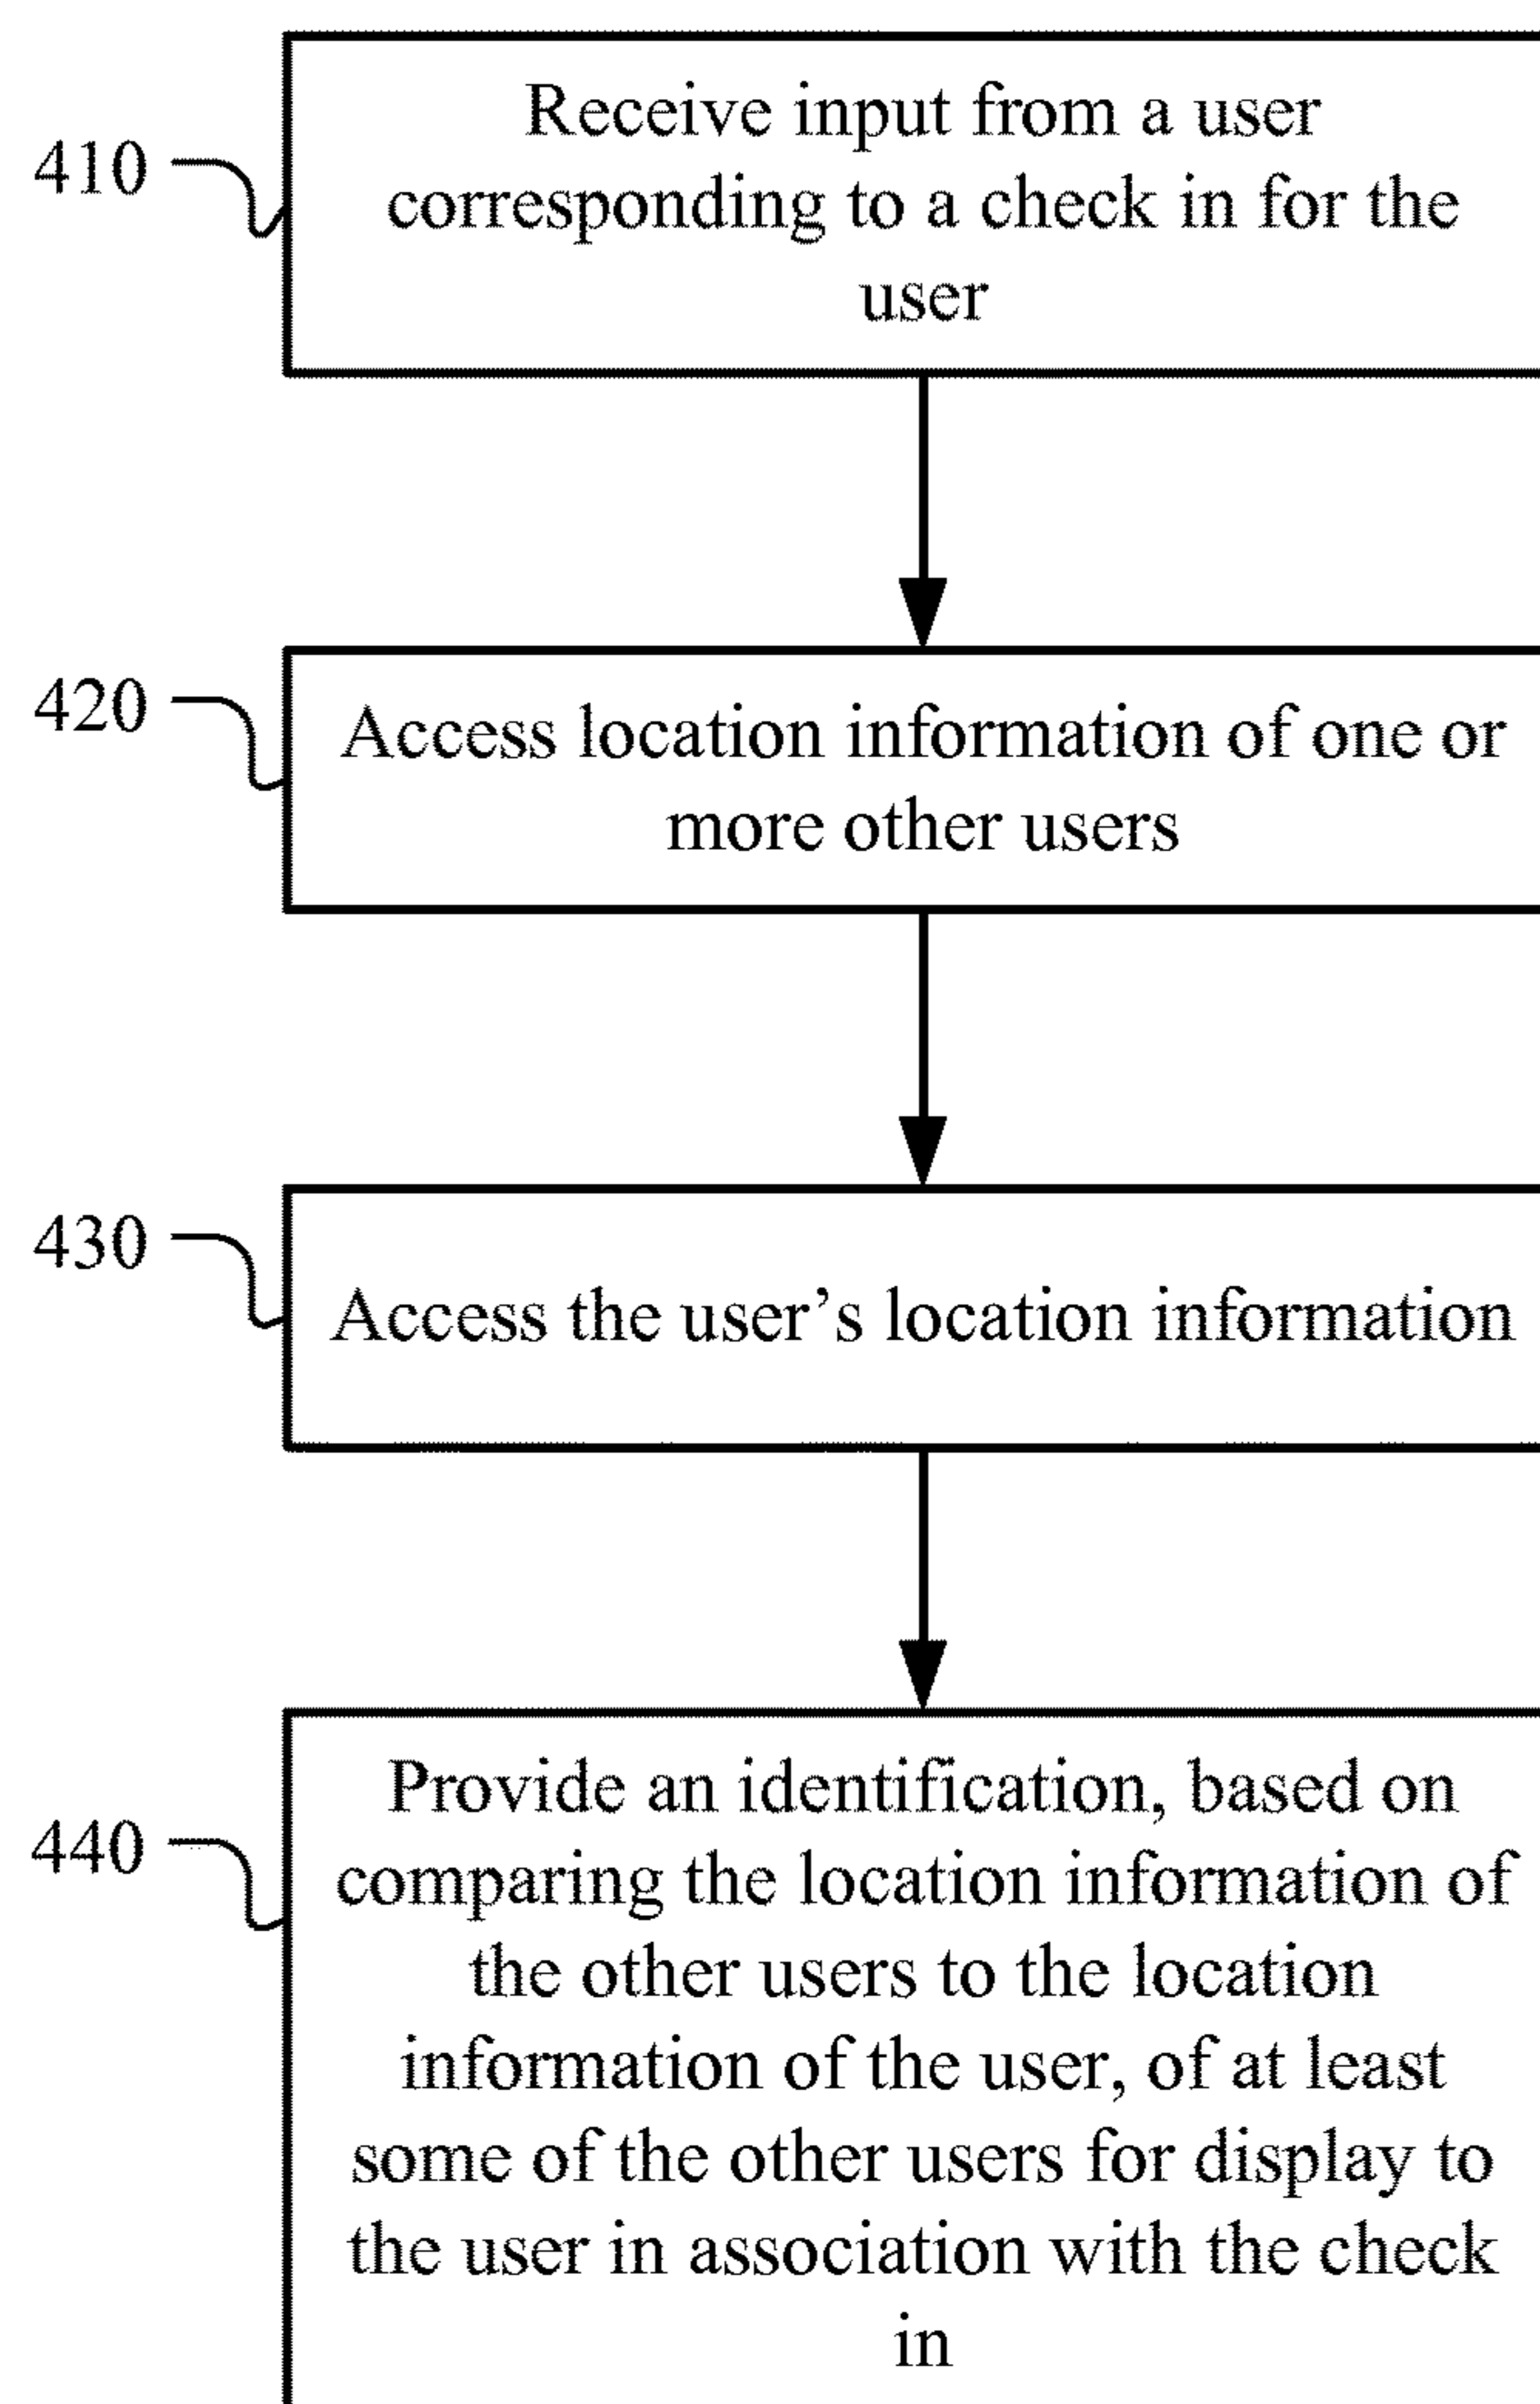 410
Receive input from a user
corresponding to a check in for the
user
420
Access location information of one or
more other users
430
Access the user’s location information
440
Provide an identification, based on
comparing the location information of
the other users to the location
information of the user, of at least
some of the other users for display to
the user in association with the check
in